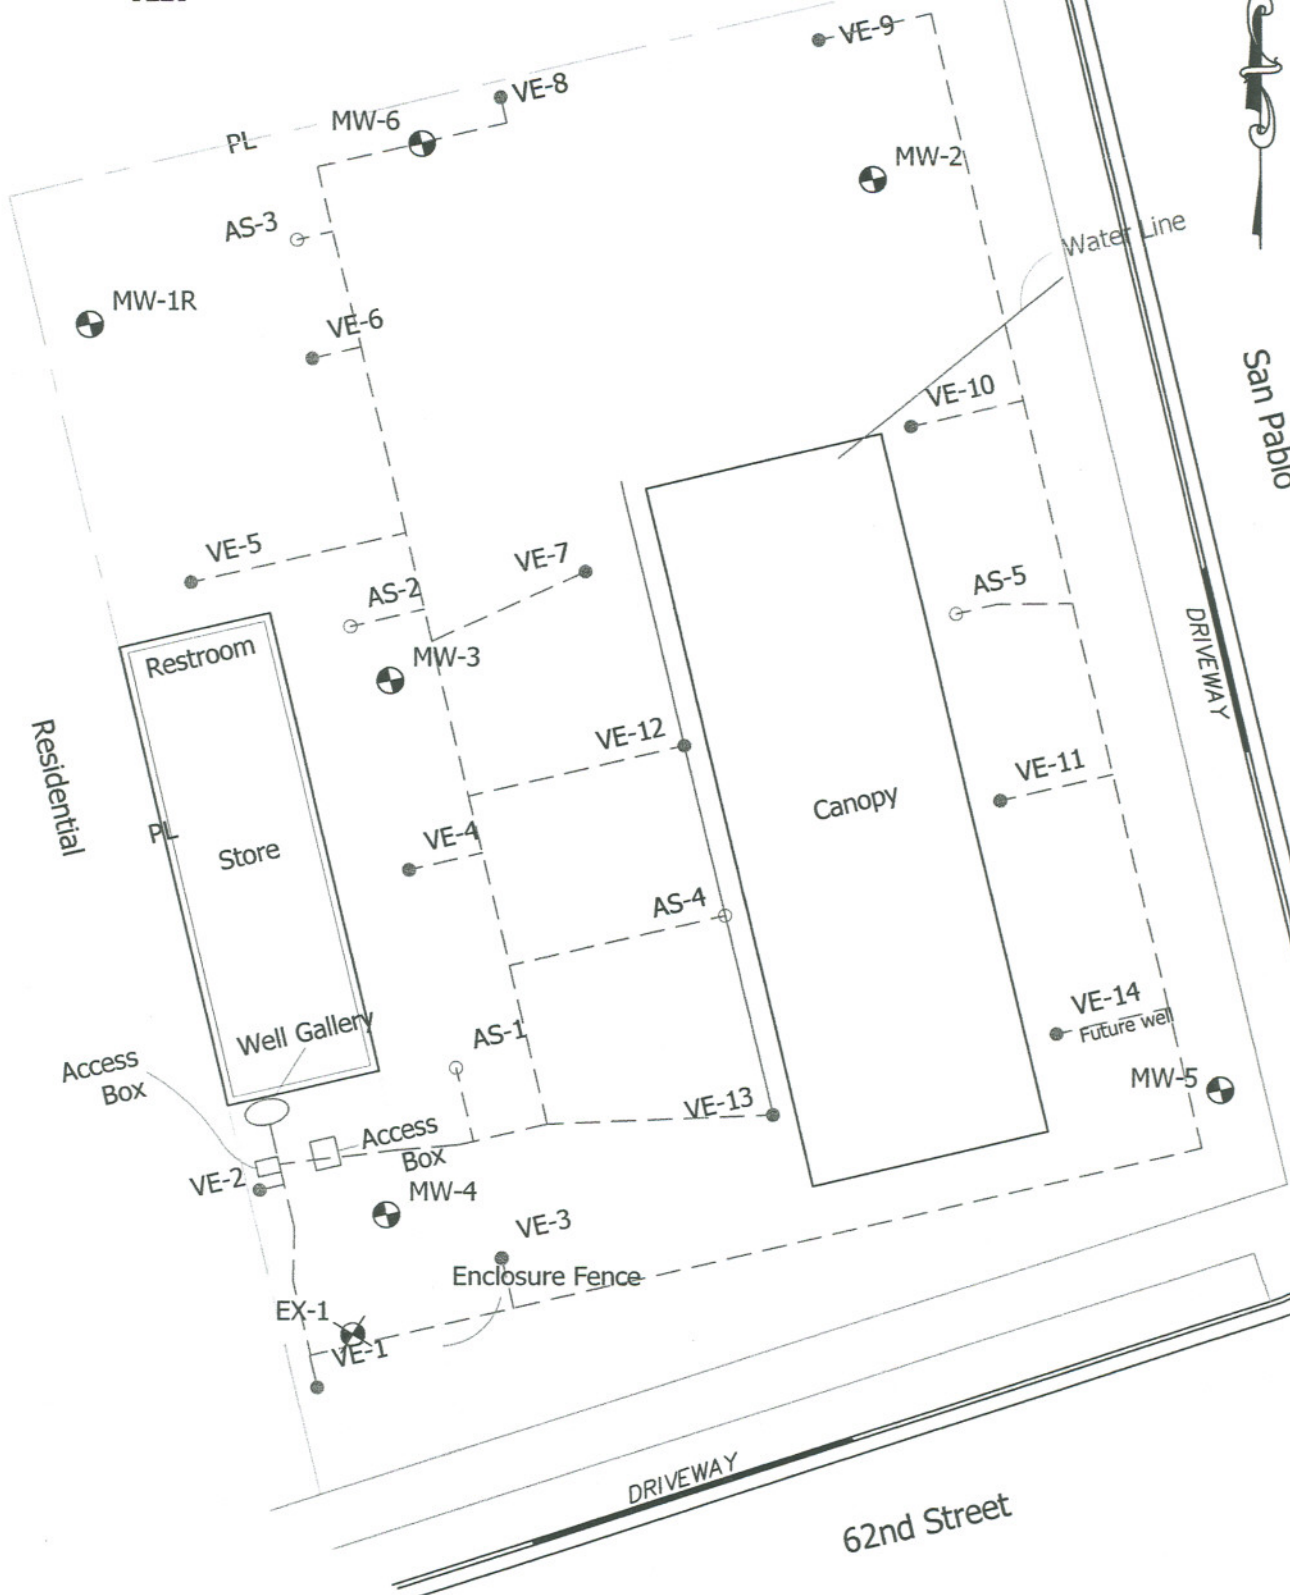 VE-9
VE-8
MW-6
PL
MW-2
AS-3
Water Line
MW-1R
VE-6
San Pablo
VE-10
VE-5
VE-7
AS-2
AS-5
Restroom
MW-3
DRIVEWAY
Residential
VE-12
VE-11
Canopy
PL
Store
VE-4
AS-4
VE-14
Future well
Well Gallery
AS-1
Access
Box
MW-5
VE-13
Access
Box
VE-2
MW-4
VE-3
Enclosure Fence
EX-1
VE-1
DRIVEWAY
62nd Street